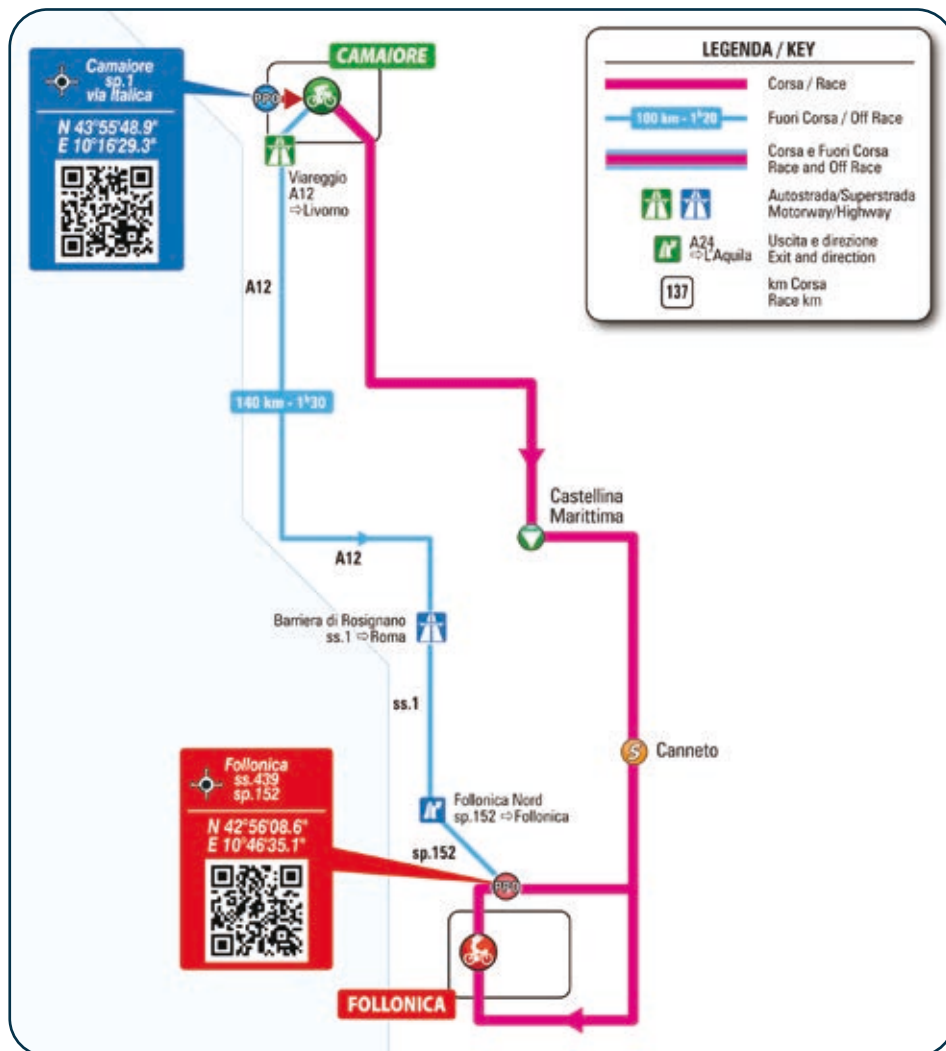 CAMAIORE
Camaiore
sp.1
via Italica
N 43°55'48.9"
E 10°16'29.3"
PPO
Viareggio
A12
⇨Livorno
A12
140 km - 1ʰ30
A12
Barriera di Rosignano
ss.1 ⇨Roma
ss.1
Follonica Nord
sp.152 ⇨Follonica
sp.152
PPO
Follonica
ss.439
sp.152
N 42°56'08.6"
E 10°46'35.1"
FOLLONICA
Castellina
Marittima
S
Canneto
LEGENDA / KEY
Corsa / Race
100 km - 1ʰ20
Fuori Corsa / Off Race
Corsa e Fuori Corsa
Race and Off Race
Autostrada/Superstrada
Motorway/Highway
A24
⇨L'Aquila
Uscita e direzione
Exit and direction
137
km Corsa
Race km